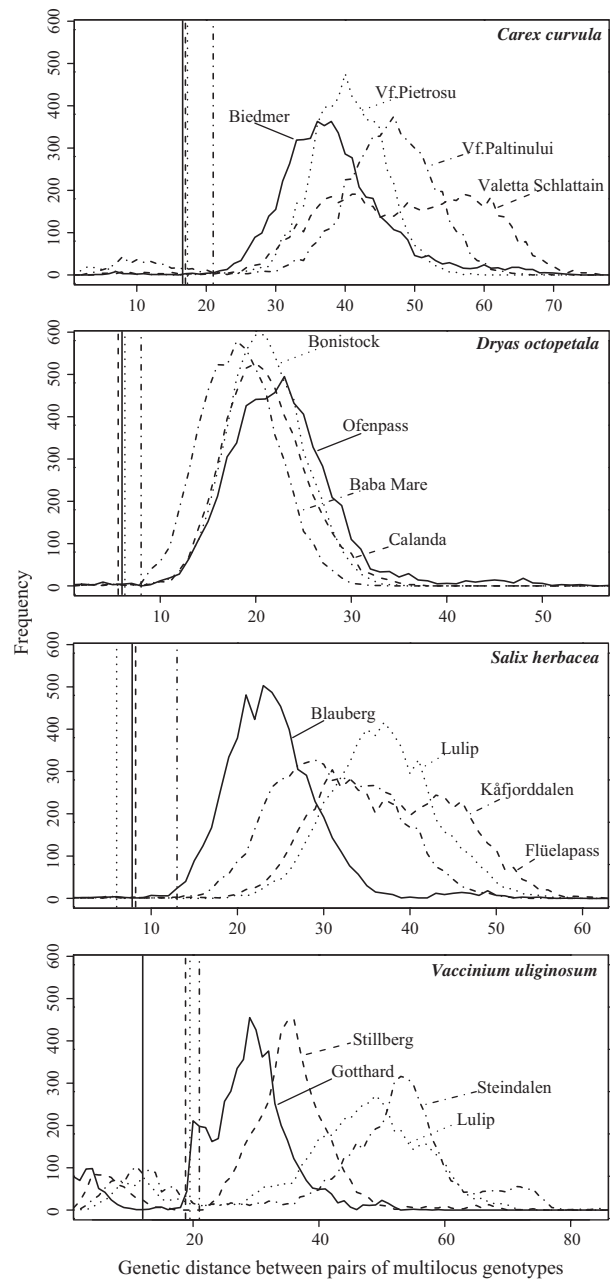 Frequency
Carex curvula
600
500
400
300
200
100
0
Biedmer
Vf.Pietrosu
Vf.Paltinului
Valetta Schlattain
10 20 30 40 50 60 70
Dryas octopetala
600
500
400
300
200
100
0
Bonistock
Ofenpass
Baba Mare
Calanda
10 20 30 40 50
Salix herbacea
600
500
400
300
200
100
0
Blauberg
Lulip
Kåfjorddalen
Flüelapass
10 20 30 40 50 60
Vaccinium uliginosum
600
500
400
300
200
100
0
Stillberg
Gotthard
Steindalen
Lulip
20 40 60 80
Genetic distance between pairs of multilocus genotypes